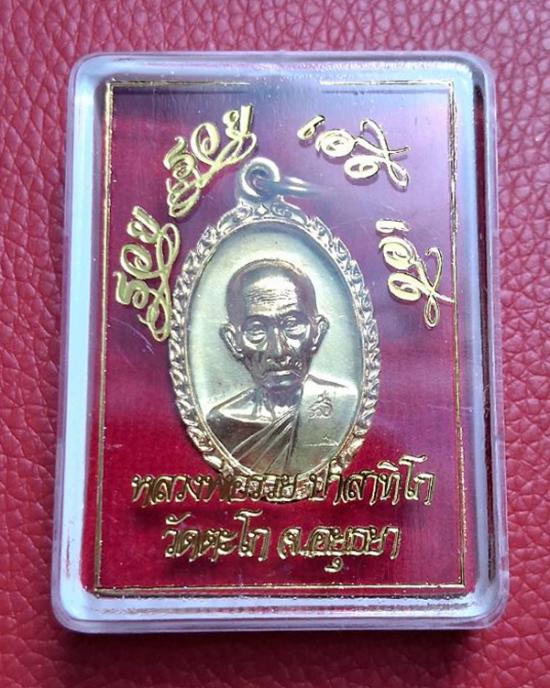 รวย รวย
เฮง เฮง
หลวงพ่อรวย ปาสาทิโก
วัดตะโก จ.อยุธยา